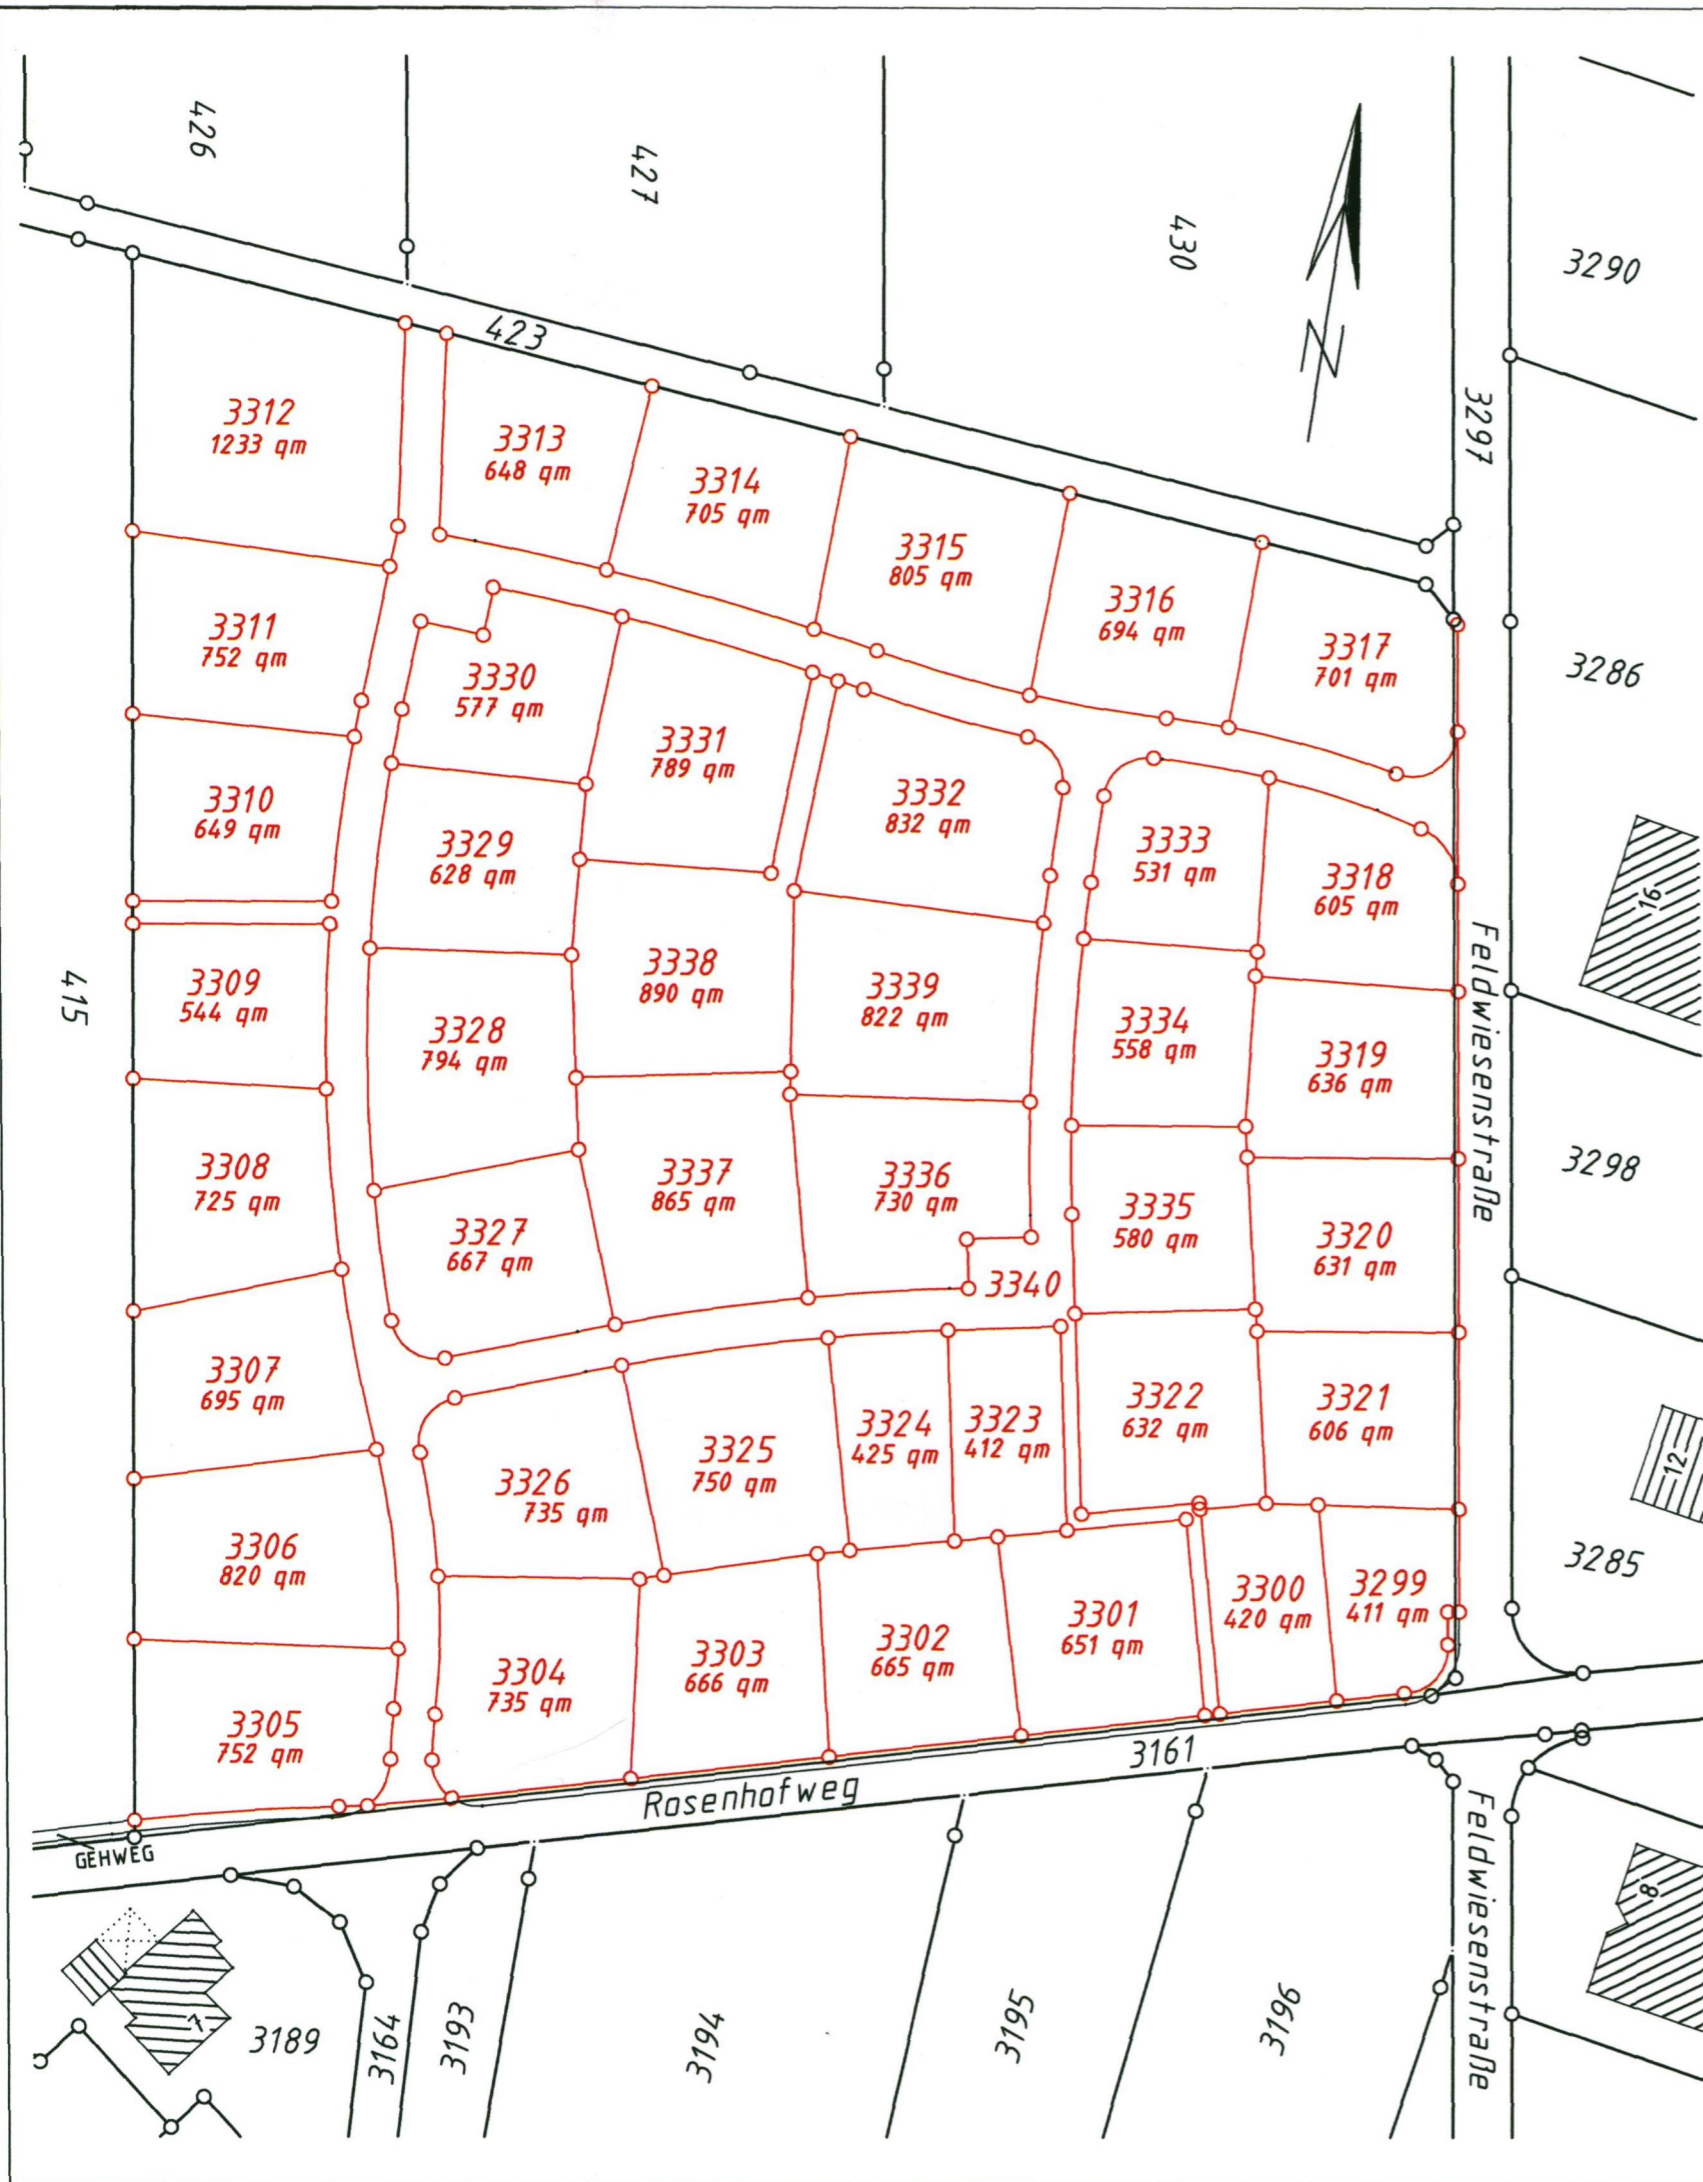 426
427
430
3290
423
3297
3312
1233 qm
3313
648 qm
3314
705 qm
3315
805 qm
3316
694 qm
3317
701 qm
3286
3311
752 qm
3330
577 qm
3331
789 qm
3332
832 qm
3333
531 qm
3318
605 qm
3310
649 qm
3329
628 qm
16
Feldwiesenstraße
415
3309
544 qm
3328
794 qm
3338
890 qm
3339
822 qm
3334
558 qm
3319
636 qm
3298
3308
725 qm
3327
667 qm
3337
865 qm
3336
730 qm
3335
580 qm
3320
631 qm
3340
3307
695 qm
3326
735 qm
3325
750 qm
3324
425 qm
3323
412 qm
3322
632 qm
3321
606 qm
12
3285
3306
820 qm
3304
735 qm
3303
666 qm
3302
665 qm
3301
651 qm
3300
420 qm
3299
411 qm
3305
752 qm
3161
Rosenhofweg
GEHWEG
Feldwiesenstraße
8
7
3189
3164
3193
3194
3195
3196
N